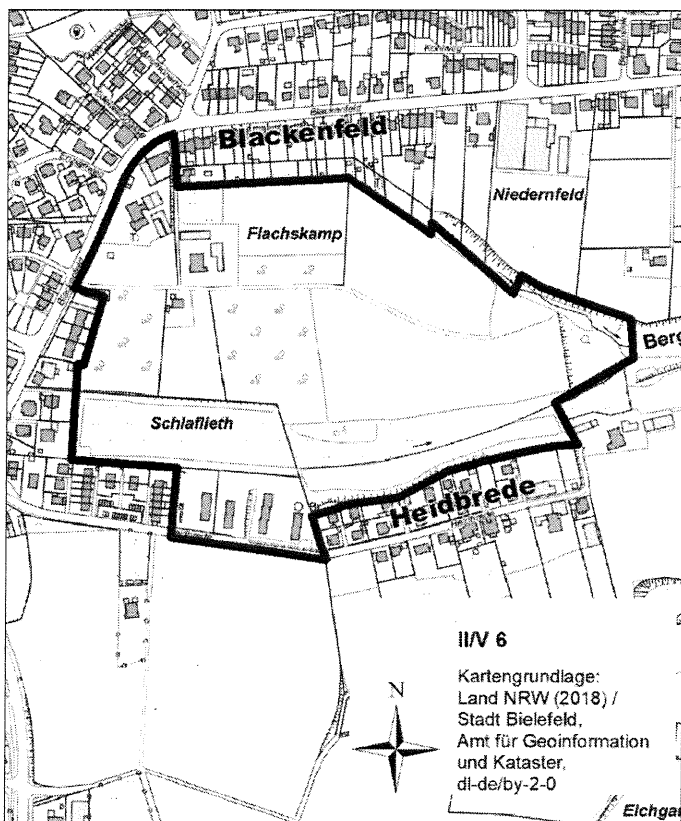 Blackenfeld
Niedernfeld
Flachskamp
Berg
Schlaflieth
Heidbrede
II/V 6
Kartengrundlage:
Land NRW (2018) /
Stadt Bielefeld,
Amt für Geoinformation
und Kataster,
dl-de/by-2-0
N
Eichgar